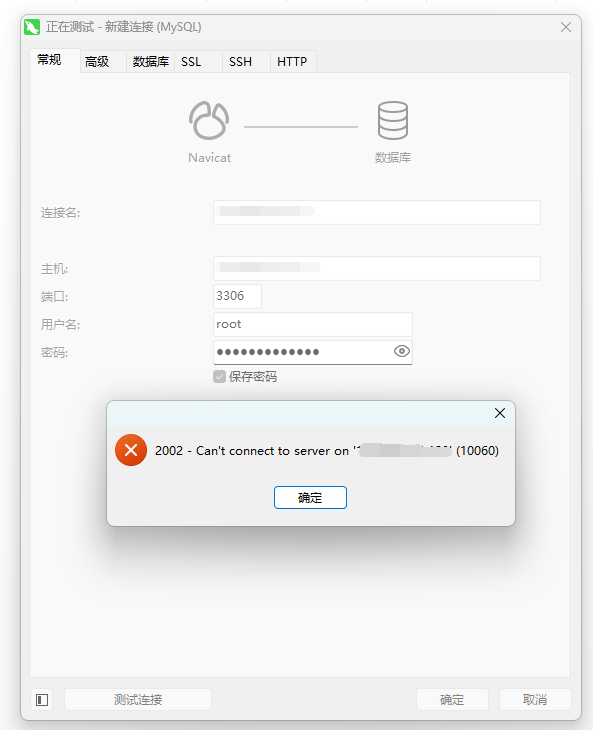 正在测试 - 新建连接 (MySQL)
常规 高级 数据库 SSL SSH HTTP
Navicat 数据库
连接名:
主机:
端口: 3306
用户名: root
密码: ●●●●●●●●●●●●●
保存密码
2002 - Can't connect to server on ' ' (10060)
确定
测试连接 确定 取消